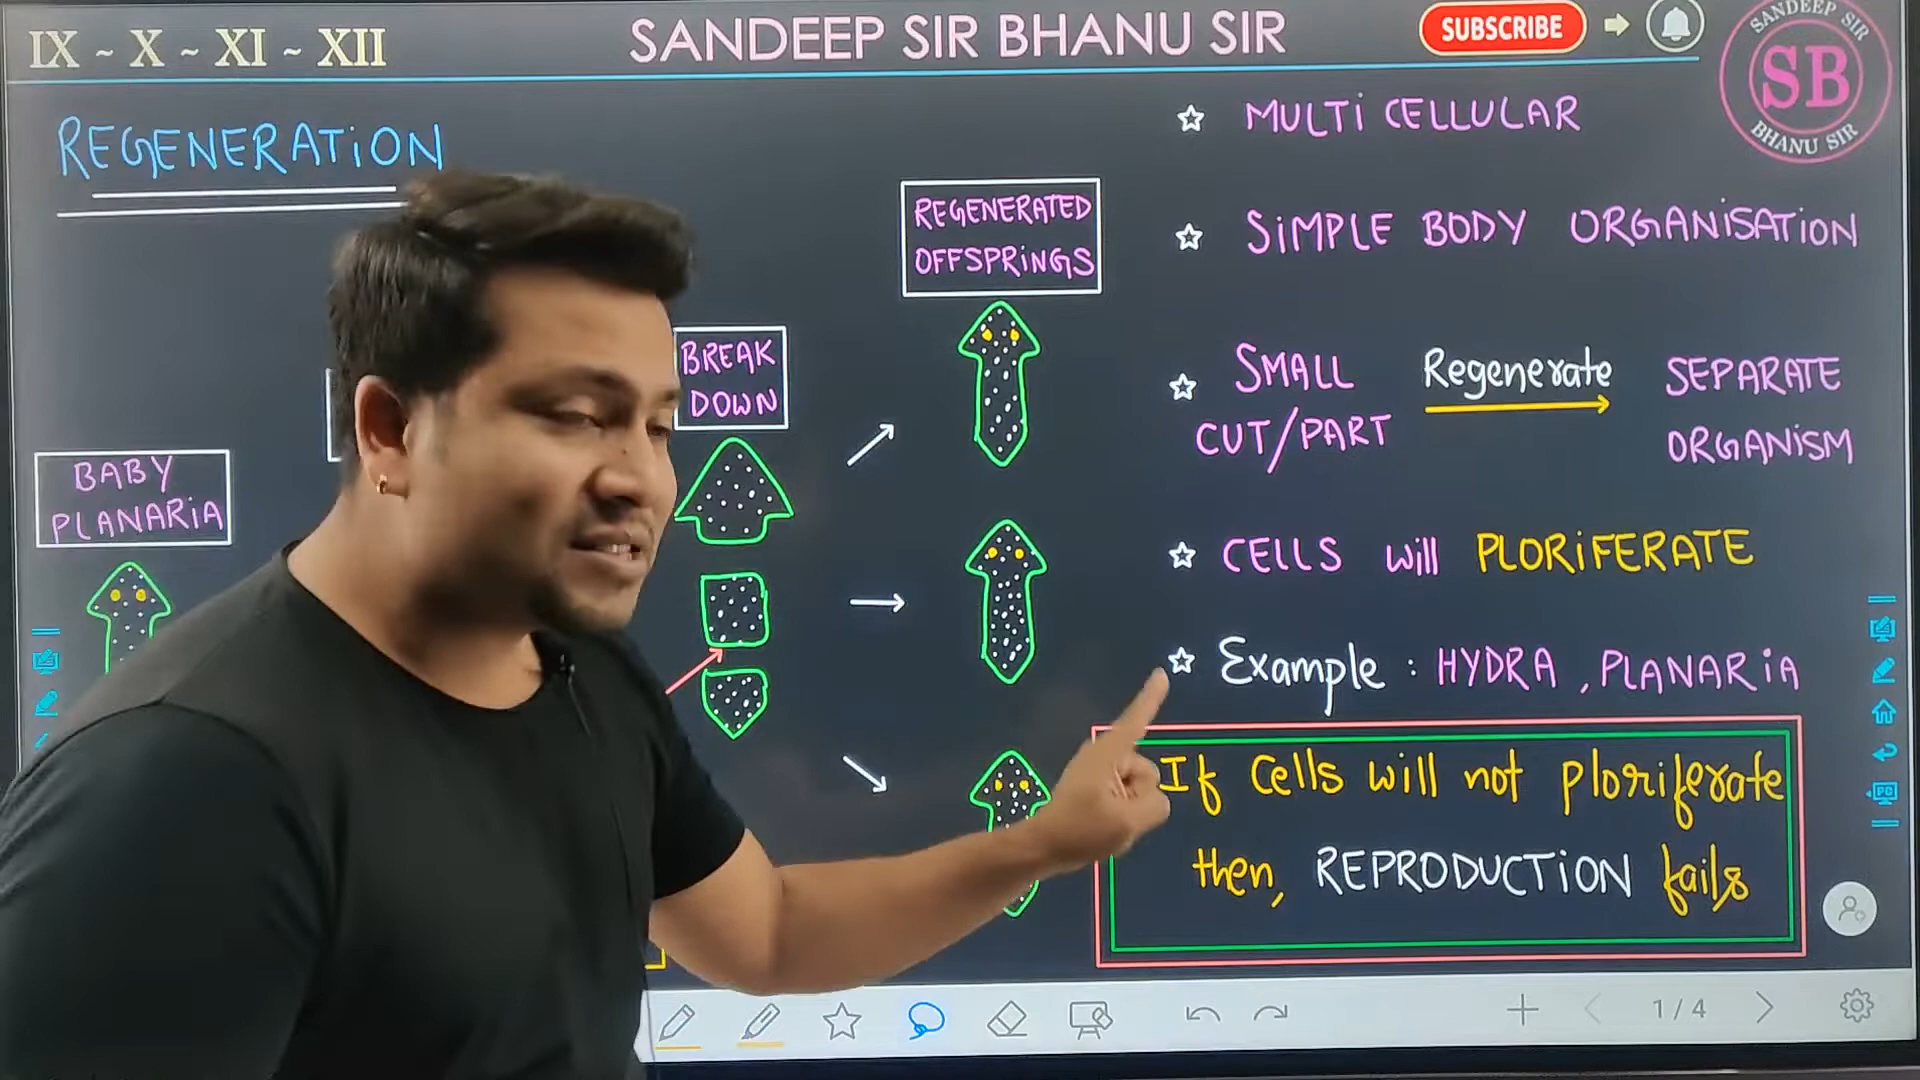 IX ~ X ~ XI ~ XII
SANDEEP SIR BHANU SIR
SUBSCRIBE
SANDEEP SIR
SB
BHANU SIR
REGENERATiON
BABY
PLANARiA
BREAK
DOWN
REGENERATED
OFFSPRiNGS
MULTi CELLULAR
SiMPLE BODY ORGANiSATiON
SMALL
CUT/PART
Regenerate
SEPARATE
ORGANiSM
CELLS will PLORiFERATE
Example : HYDRA , PLANARiA
If Cells will not ploriferate
then, REPRODUCTiON fails
1 / 4
PC